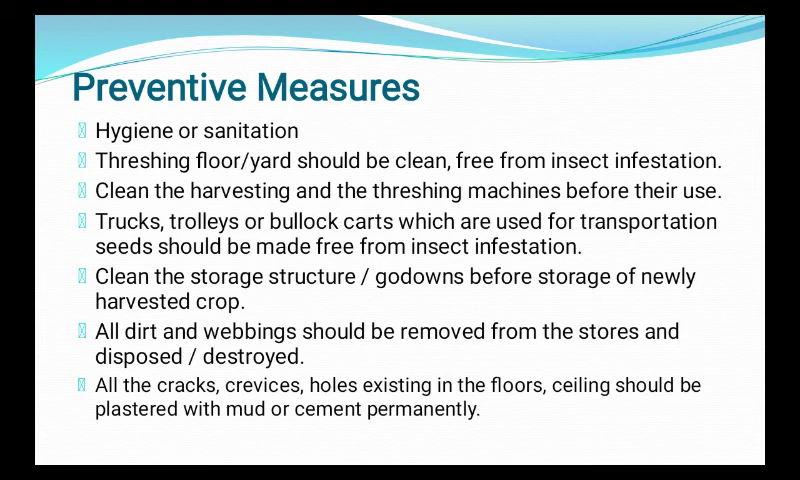 Preventive Measures
Hygiene or sanitation
Threshing floor/yard should be clean, free from insect infestation.
Clean the harvesting and the threshing machines before their use.
Trucks, trolleys or bullock carts which are used for transportation
seeds should be made free from insect infestation.
Clean the storage structure / godowns before storage of newly
harvested crop.
All dirt and webbings should be removed from the stores and
disposed / destroyed.
All the cracks, crevices, holes existing in the floors, ceiling should be
plastered with mud or cement permanently.